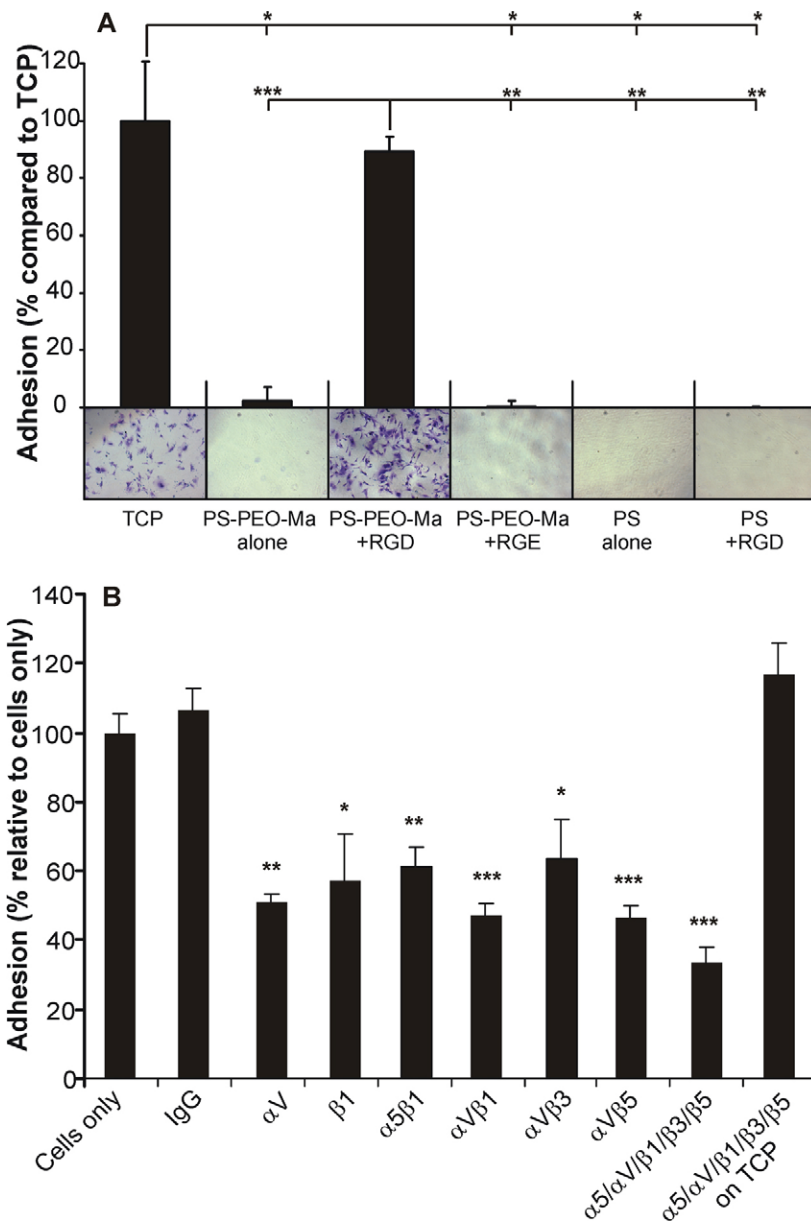 A
* * * *
120
*** ** ** **
100
80
60
40
20
0
Adhesion (% compared to TCP)
TCP
PS-PEO-Ma
alone
PS-PEO-Ma
+RGD
PS-PEO-Ma
+RGE
PS
alone
PS
+RGD
B
140
120
100
80
60
40
20
0
Adhesion (% relative to cells only)
**
*
**
***
*
***
***
Cells only
IgG
αV
β1
α5β1
αVβ1
αVβ3
αVβ5
α5/αV/β1/β3/β5
α5/αV/β1/β3/β5
on TCP